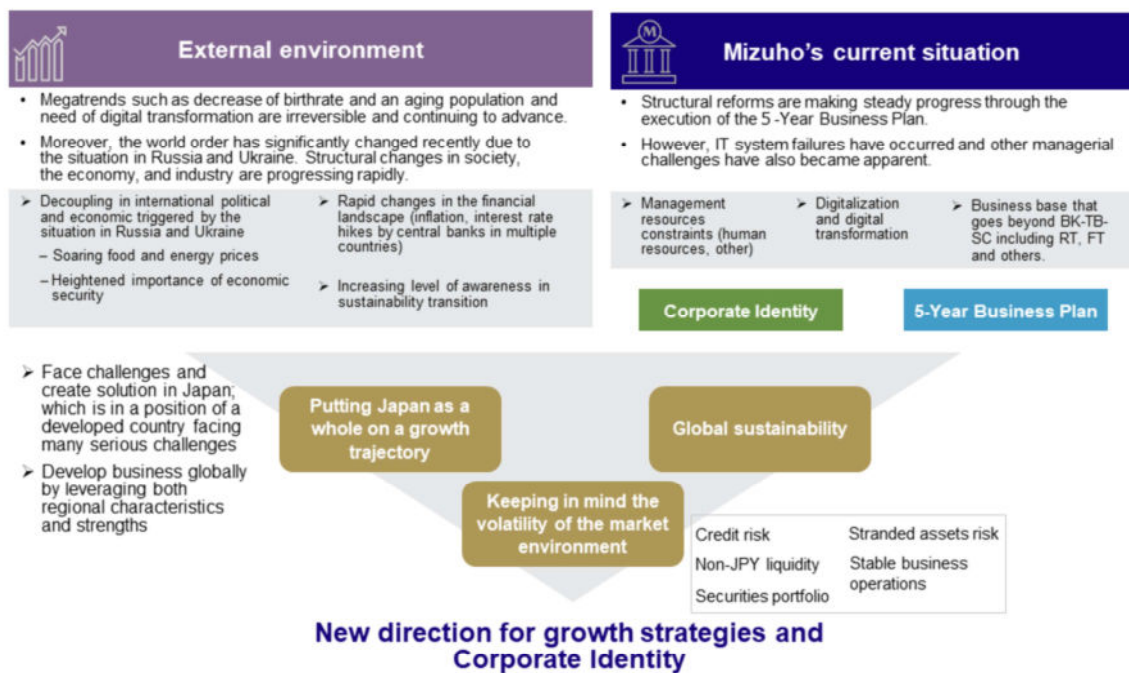 External environment
• Megatrends such as decrease of birthrate and an aging population and
need of digital transformation are irreversible and continuing to advance.
• Moreover, the world order has significantly changed recently due to
the situation in Russia and Ukraine. Structural changes in society,
the economy, and industry are progressing rapidly.
➢ Decoupling in international political
and economic triggered by the
situation in Russia and Ukraine
– Soaring food and energy prices
– Heightened importance of economic
security
➢ Rapid changes in the financial
landscape (inflation, interest rate
hikes by central banks in multiple
countries)
➢ Increasing level of awareness in
sustainability transition
M
Mizuho's current situation
• Structural reforms are making steady progress through the
execution of the 5 -Year Business Plan.
• However, IT system failures have occurred and other managerial
challenges have also became apparent.
➢ Management
resources
constraints (human
resources, other)
➢ Digitalization
and digital
transformation
➢ Business base that
goes beyond BK-TB-
SC including RT, FT
and others.
Corporate Identity
5-Year Business Plan
➢ Face challenges and
create solution in Japan,
which is in a position of a
developed country facing
many serious challenges
➢ Develop business globally
by leveraging both
regional characteristics
and strengths
Putting Japan as a
whole on a growth
trajectory
Global sustainability
Keeping in mind the
volatility of the market
environment
Credit risk
Non-JPY liquidity
Securities portfolio
Stranded assets risk
Stable business
operations
New direction for growth strategies and
Corporate Identity